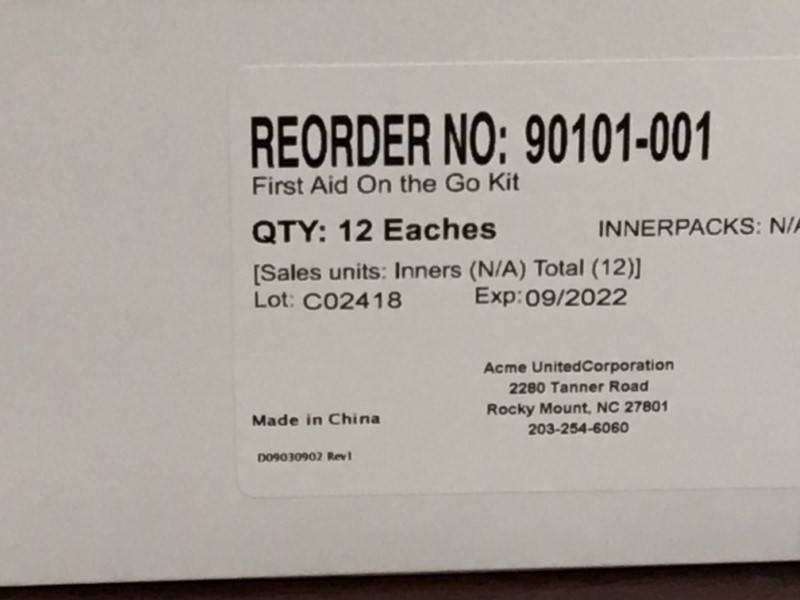 REORDER NO: 90101-001
First Aid On the Go Kit
QTY: 12 Eaches INNERPACKS: N/A
[Sales units: Inners (N/A) Total (12)]
Lot: C02418 Exp: 09/2022
Acme UnitedCorporation
2280 Tanner Road
Rocky Mount, NC 27801
203-254-6060
Made in China
D09030902 Rev1